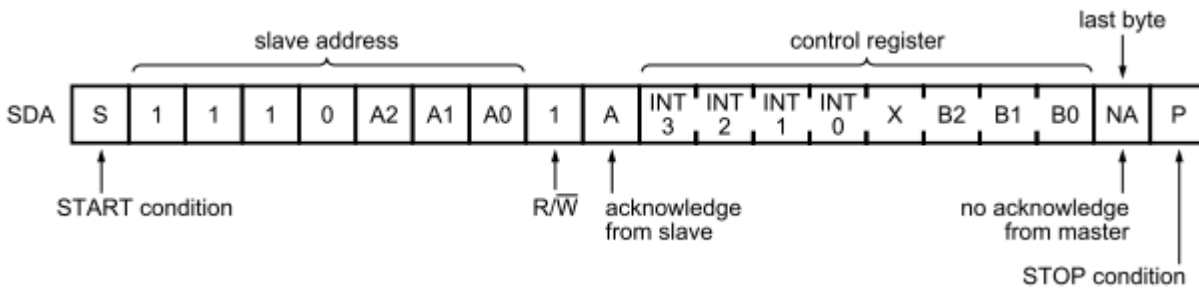 last byte
slave address control register
SDA S 1 1 1 0 A2 A1 A0 1 A INT 3 INT 2 INT 1 INT 0 X B2 B1 B0 NA P
START condition R/W̅ acknowledge from slave no acknowledge from master
STOP condition